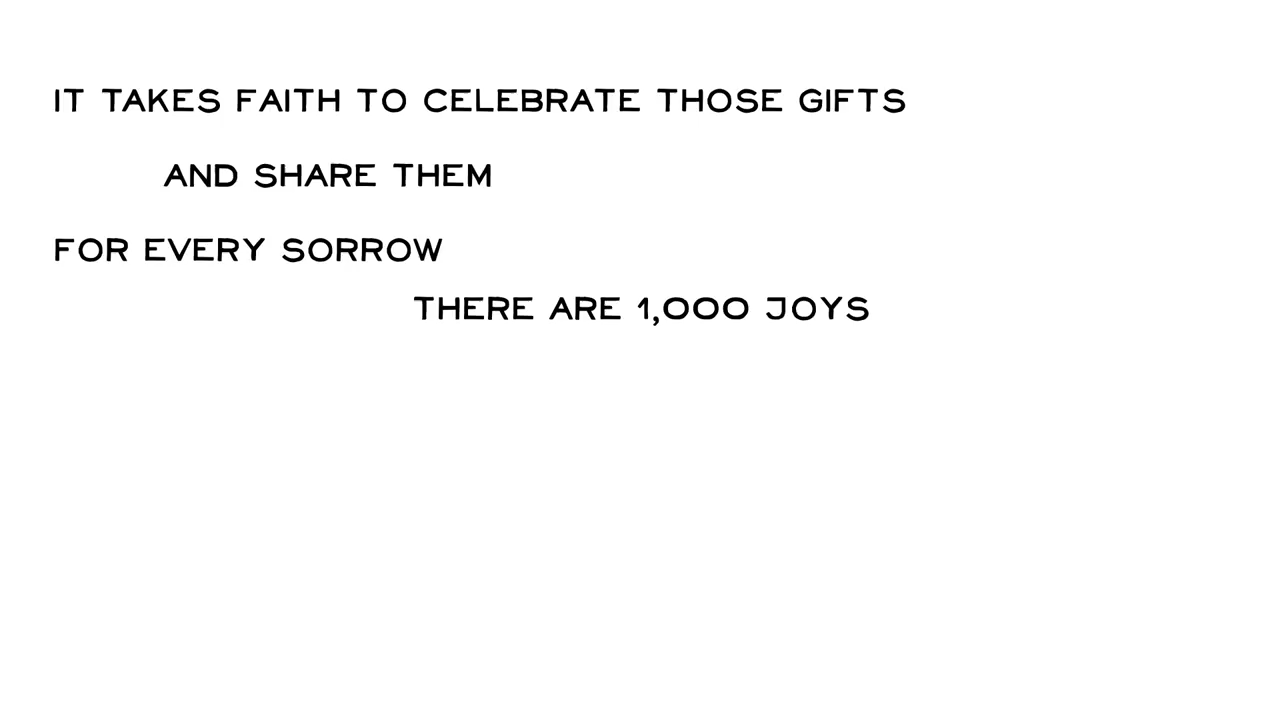 IT TAKES FAITH TO CELEBRATE THOSE GIFTS
AND SHARE THEM
FOR EVERY SORROW
THERE ARE 1,000 JOYS